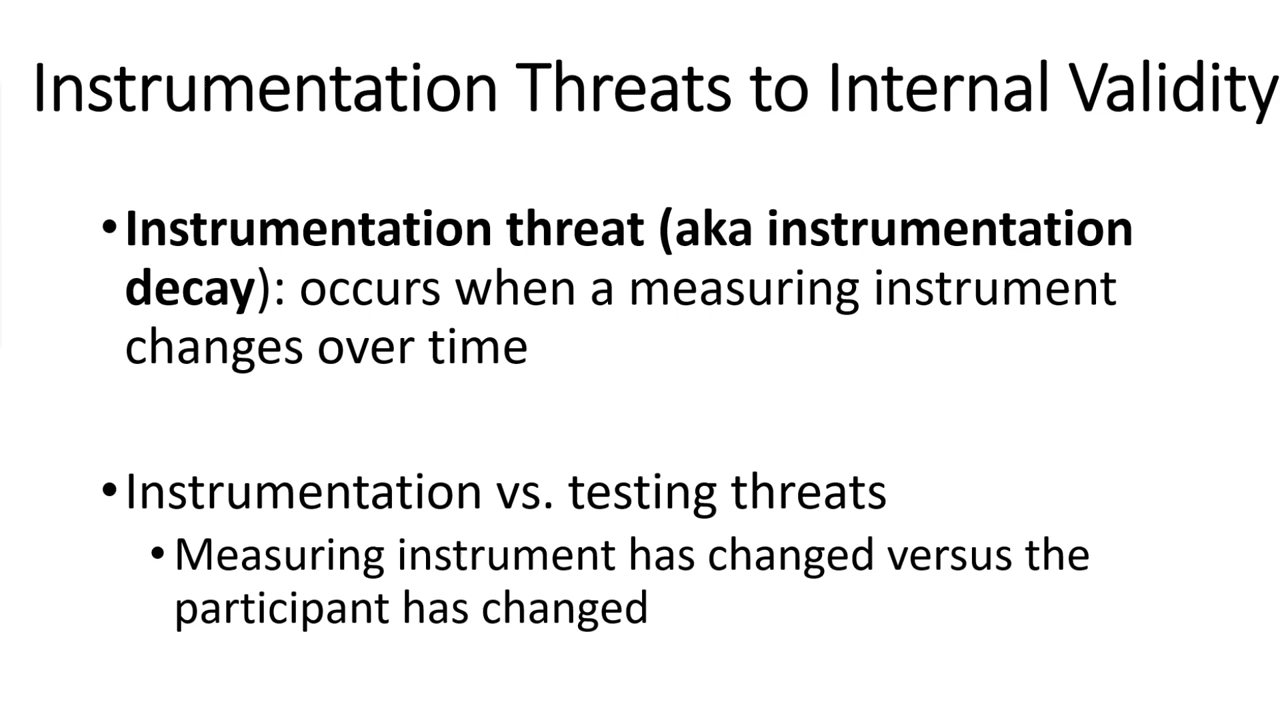 Instrumentation Threats to Internal Validity
•Instrumentation threat (aka instrumentation
decay): occurs when a measuring instrument
changes over time
•Instrumentation vs. testing threats
•Measuring instrument has changed versus the
participant has changed